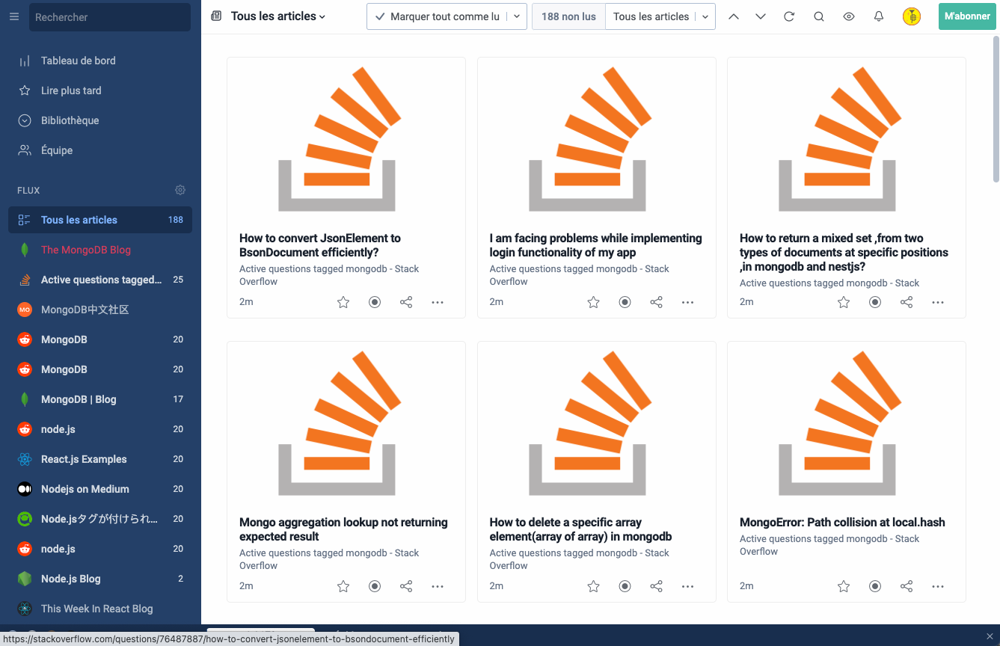 Rechercher
Tous les articles
Marquer tout comme lu
188 non lus
Tous les articles
M'abonner
Tableau de bord
Lire plus tard
Bibliothèque
Équipe
FLUX
Tous les articles 188
The MongoDB Blog
Active questions tagged... 25
MO MongoDB中文社区
MongoDB 20
MongoDB 20
MongoDB | Blog 17
node.js 20
React.js Examples 20
Nodejs on Medium 20
Node.jsタグが付けられ... 20
node.js 20
Node.js Blog 2
This Week In React Blog
How to convert JsonElement to
BsonDocument efficiently?
Active questions tagged mongodb - Stack
Overflow
2m
I am facing problems while implementing
login functionality of my app
Active questions tagged mongodb - Stack
Overflow
2m
How to return a mixed set ,from two
types of documents at specific positions
,in mongodb and nestjs?
Active questions tagged mongodb - Stack
2m
Mongo aggregation lookup not returning
expected result
Active questions tagged mongodb - Stack
Overflow
2m
How to delete a specific array
element(array of array) in mongodb
Active questions tagged mongodb - Stack
Overflow
2m
MongoError: Path collision at local.hash
Active questions tagged mongodb - Stack
Overflow
2m
https://stackoverflow.com/questions/76487887/how-to-convert-jsonelement-to-bsondocument-efficiently